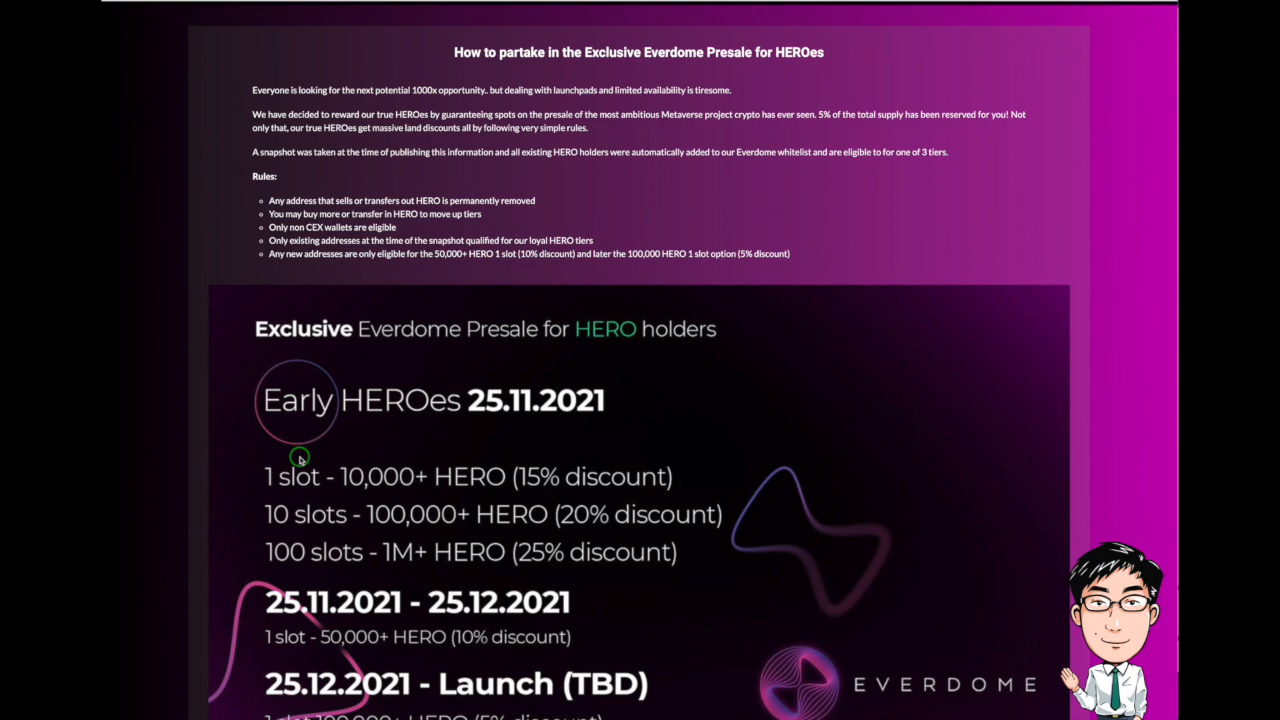 How to partake in the Exclusive Everdome Presale for HEROes
Everyone is looking for the next potential 1000x opportunity.. but dealing with launchpads and limited availability is tiresome.
We have decided to reward our true HEROes by guaranteeing spots on the presale of the most ambitious Metaverse project crypto has ever seen. 5% of the total supply has been reserved for you! Not
only that, our true HEROes get massive land discounts all by following very simple rules.
A snapshot was taken at the time of publishing this information and all existing HERO holders were automatically added to our Everdome whitelist and are eligible to for one of 3 tiers.
Rules:
Any address that sells or transfers out HERO is permanently removed
You may buy more or transfer in HERO to move up tiers
Only non CEX wallets are eligible
Only existing addresses at the time of the snapshot qualified for our loyal HERO tiers
Any new addresses are only eligible for the 50,000+ HERO 1 slot (10% discount) and later the 100,000 HERO 1 slot option (5% discount)
Exclusive Everdome Presale for HERO holders
Early HEROes 25.11.2021
1 slot - 10,000+ HERO (15% discount)
10 slots - 100,000+ HERO (20% discount)
100 slots - 1M+ HERO (25% discount)
25.11.2021 - 25.12.2021
1 slot - 50,000+ HERO (10% discount)
25.12.2021 - Launch (TBD)
1 slot 100,000+ HERO (5% discount)
EVERDOME